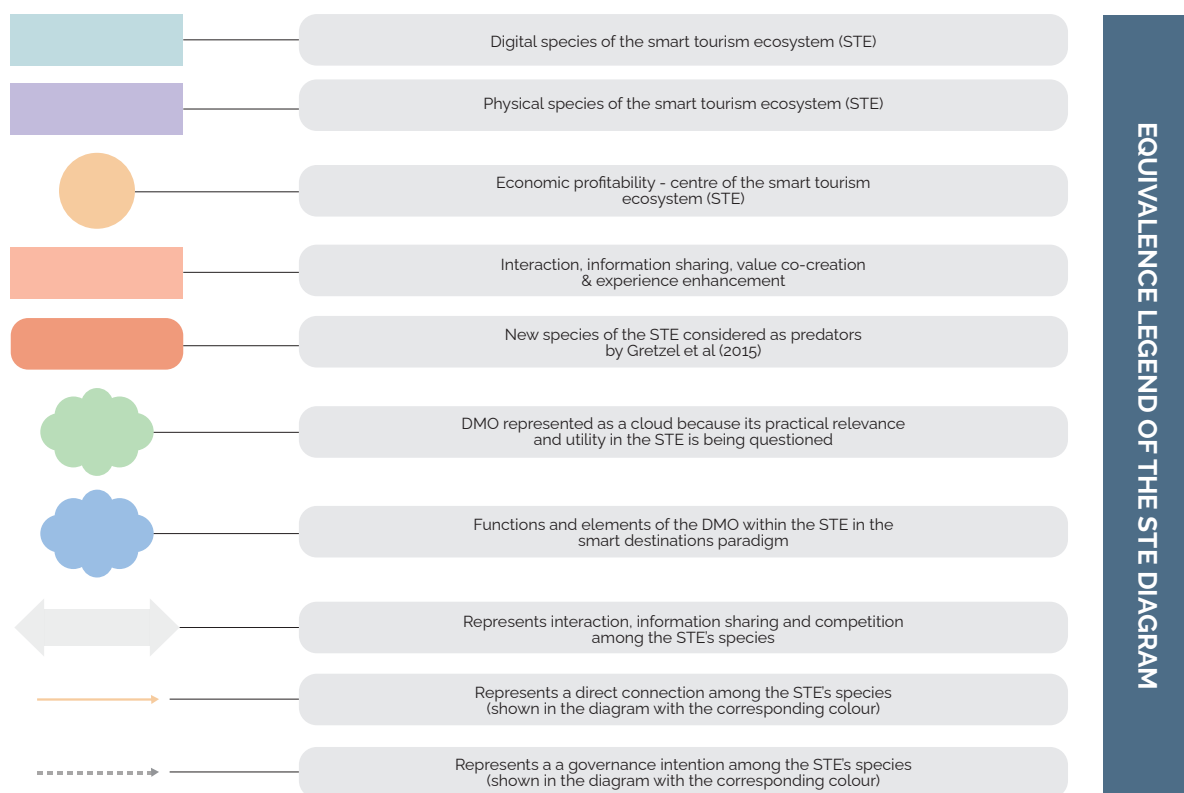 Digital species of the smart tourism ecosystem (STE)
Physical species of the smart tourism ecosystem (STE)
Economic profitability - centre of the smart tourism
ecosystem (STE)
Interaction, information sharing, value co-creation
& experience enhancement
New species of the STE considered as predators
by Gretzel et al (2015)
DMO represented as a cloud because its practical relevance
and utility in the STE is being questioned
Functions and elements of the DMO within the STE in the
smart destinations paradigm
Represents interaction, information sharing and competition
among the STE's species
Represents a direct connection among the STE's species
(shown in the diagram with the corresponding colour)
Represents a a governance intention among the STE's species
(shown in the diagram with the corresponding colour)
EQUIVALENCE LEGEND OF THE STE DIAGRAM